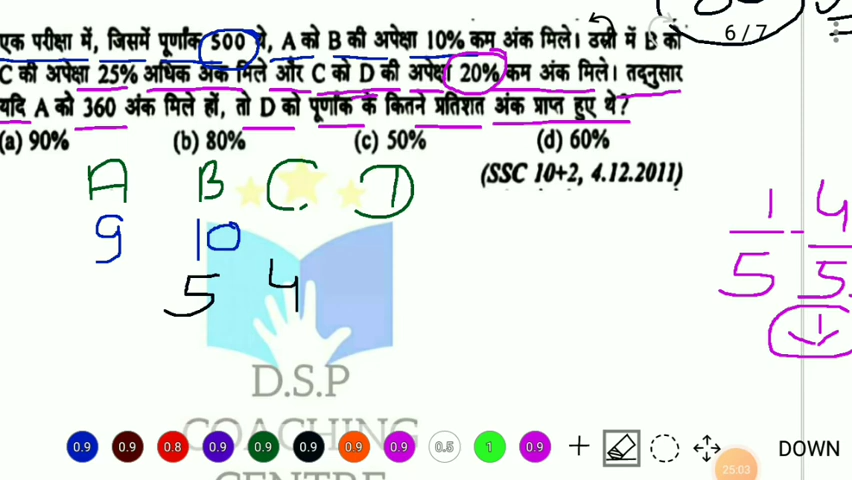 6/7
एक परीक्षा में, जिसमें पूर्णांक 500 थे, A को B की अपेक्षा 10% कम अंक मिले। उसी में B को
C की अपेक्षा 25% अधिक अंक मिले और C को D की अपेक्षा 20% कम अंक मिले। तद्नुसार
यदि A को 360 अंक मिले हों, तो D को पूर्णांक के कितने प्रतिशत अंक प्राप्त हुए थे?
(a) 90% (b) 80% (c) 50% (d) 60%
(SSC 10+2, 4.12.2011)
A B C D
9 10
5 4
1 4
5 - 5
1
D.S.P
COACHING
CENTRE
0.9 0.9 0.8 0.9 0.9 0.9 0.9 0.9 0.5 1 0.9 DOWN
25:03